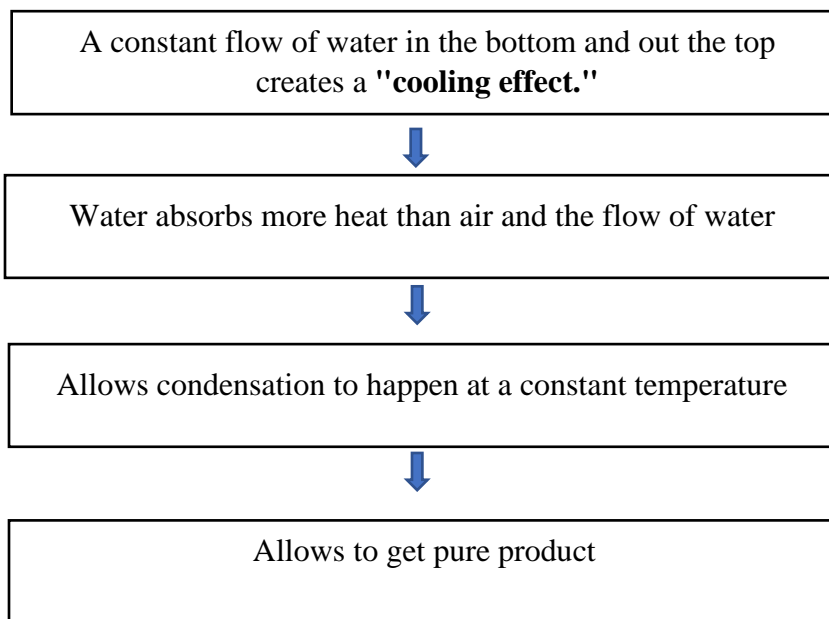 A constant flow of water in the bottom and out the top
creates a "cooling effect."
Water absorbs more heat than air and the flow of water
Allows condensation to happen at a constant temperature
Allows to get pure product